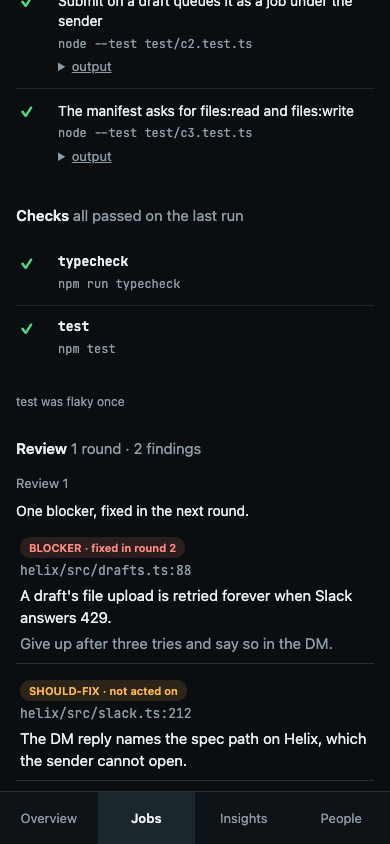 Submit on a draft queues it as a job under the
sender
node --test test/c2.test.ts
output
The manifest asks for files:read and files:write
node --test test/c3.test.ts
output
Checks all passed on the last run
typecheck
npm run typecheck
test
npm test
test was flaky once
Review 1 round · 2 findings
Review 1
One blocker, fixed in the next round.
BLOCKER · fixed in round 2
helix/src/drafts.ts:88
A draft's file upload is retried forever when Slack
answers 429.
Give up after three tries and say so in the DM.
SHOULD-FIX · not acted on
helix/src/slack.ts:212
The DM reply names the spec path on Helix, which
the sender cannot open.
Overview Jobs Insights People